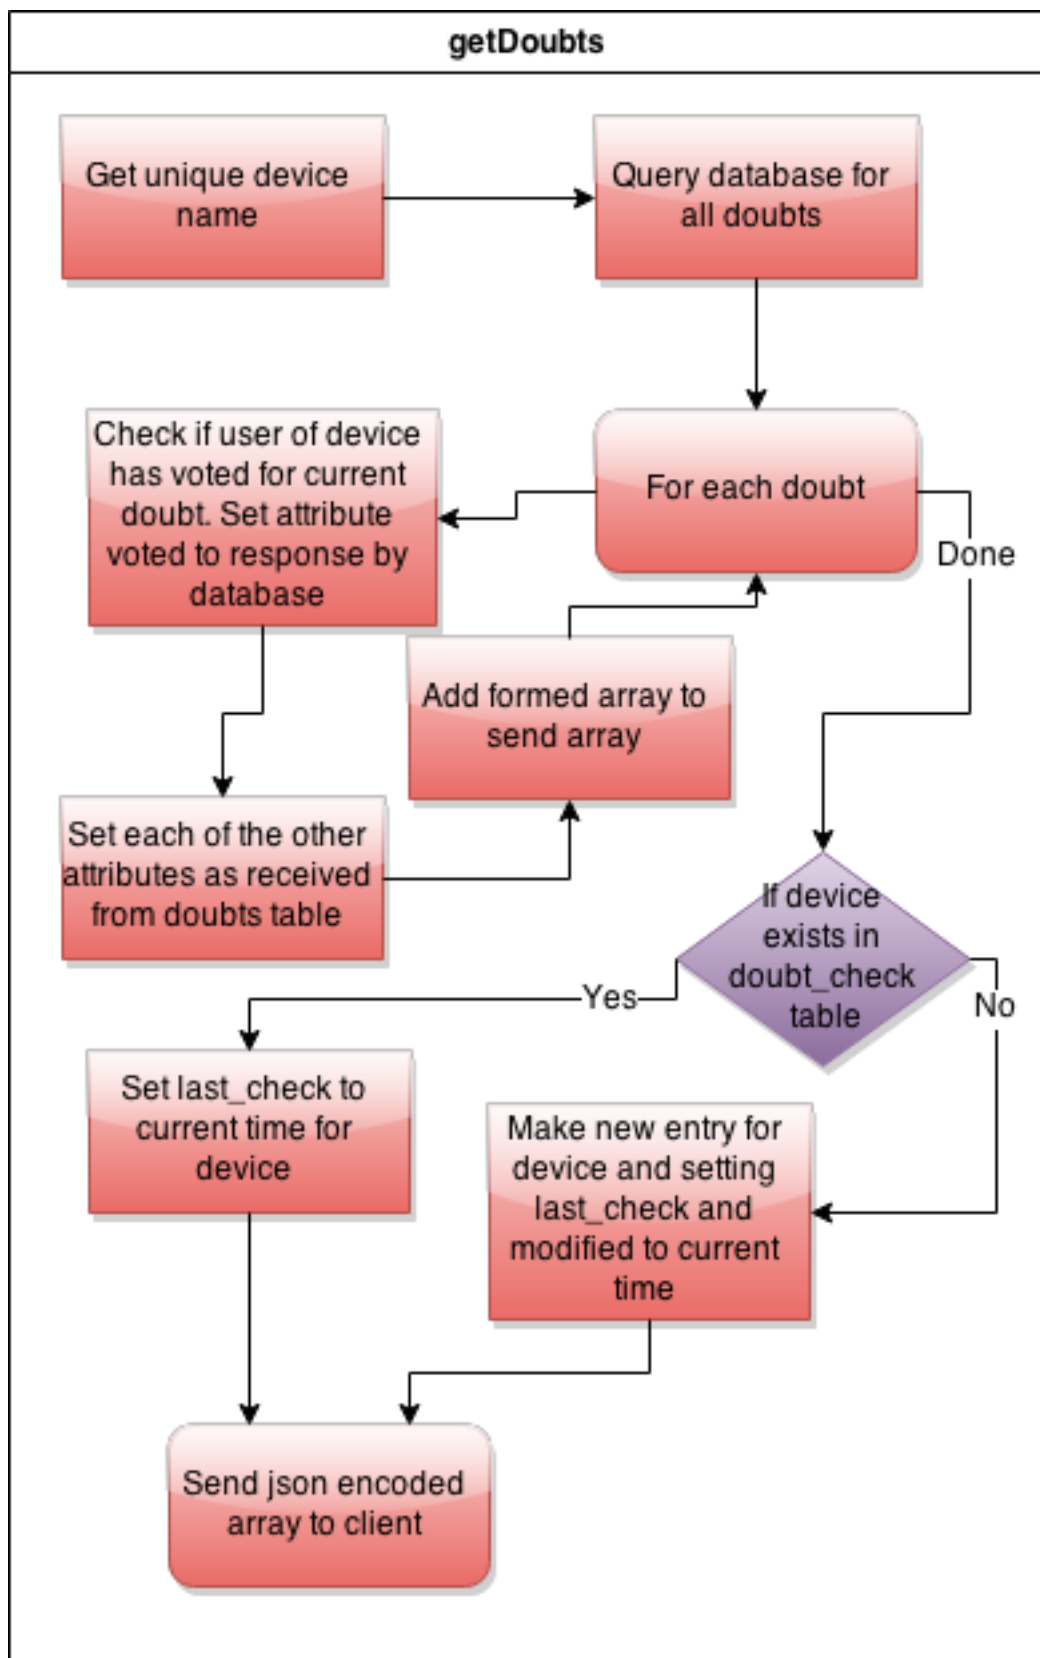 getDoubts
Get unique device
name
Query database for
all doubts
For each doubt
Check if user of device
has voted for current
doubt. Set attribute
voted to response by
database
Done
Add formed array to
send array
Set each of the other
attributes as received
from doubts table
If device
exists in
doubt_check
table
Yes
No
Set last_check to
current time for
device
Make new entry for
device and setting
last_check and
modified to current
time
Send json encoded
array to client